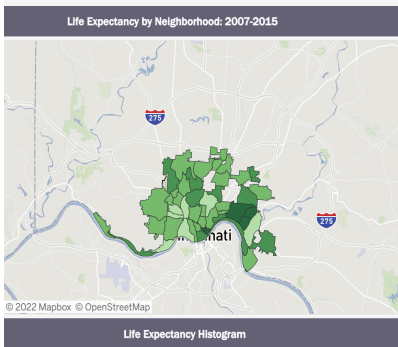 Life Expectancy by Neighborhood: 2007-2015
275
275
nati
© 2022 Mapbox © OpenStreetMap
Life Expectancy Histogram